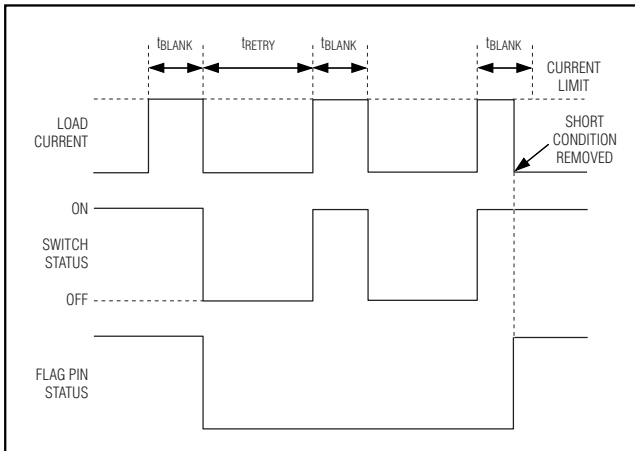 tBLANK
tRETRY
tBLANK
tBLANK
CURRENT
LIMIT
LOAD
CURRENT
SHORT
CONDITION
REMOVED
ON
SWITCH
STATUS
OFF
FLAG PIN
STATUS